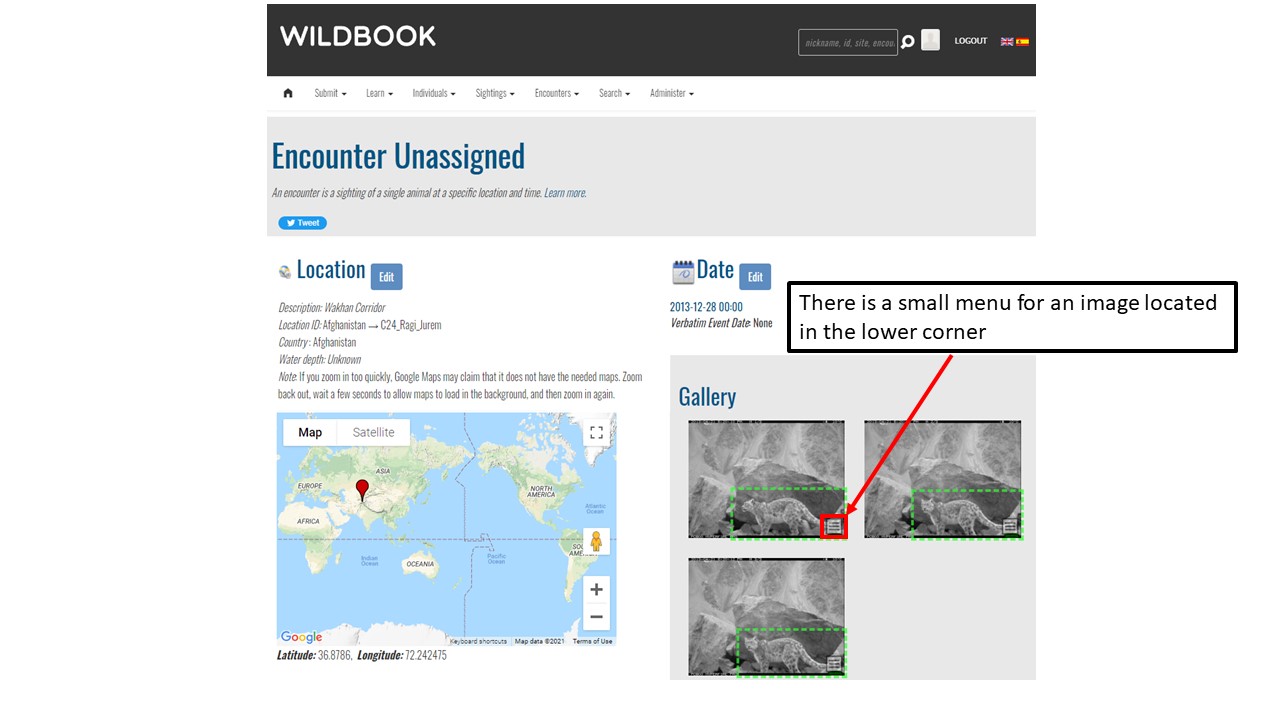 WILDBOOK
nickname, id, site, encou
LOGOUT
Submit
Learn
Individuals
Sightings
Encounters
Search
Administer
Encounter Unassigned
An encounter is a sighting of a single animal at a specific location and time. Learn more.
Tweet
Location Edit
Description: Wakhan Corridor
Location ID: Afghanistan → C24_Ragi_Jurem
Country : Afghanistan
Water depth: Unknown
Note: If you zoom in too quickly, Google Maps may claim that it does not have the needed maps. Zoom
back out, wait a few seconds to allow maps to load in the background, and then zoom in again.
Map Satellite
ASIA
EUROPE
NORTH
AMERICA
AFRICA
Atlantic
Ocean
Indian
Ocean
OCEANIA
Pacific
Ocean
SOU
AMER
Google
Keyboard shortcuts
Map data ©2021
Terms of Use
Latitude: 36.8786, Longitude: 72.242475
Date Edit
2013-12-28 00:00
Verbatim Event Date: None
There is a small menu for an image located
in the lower corner
Gallery